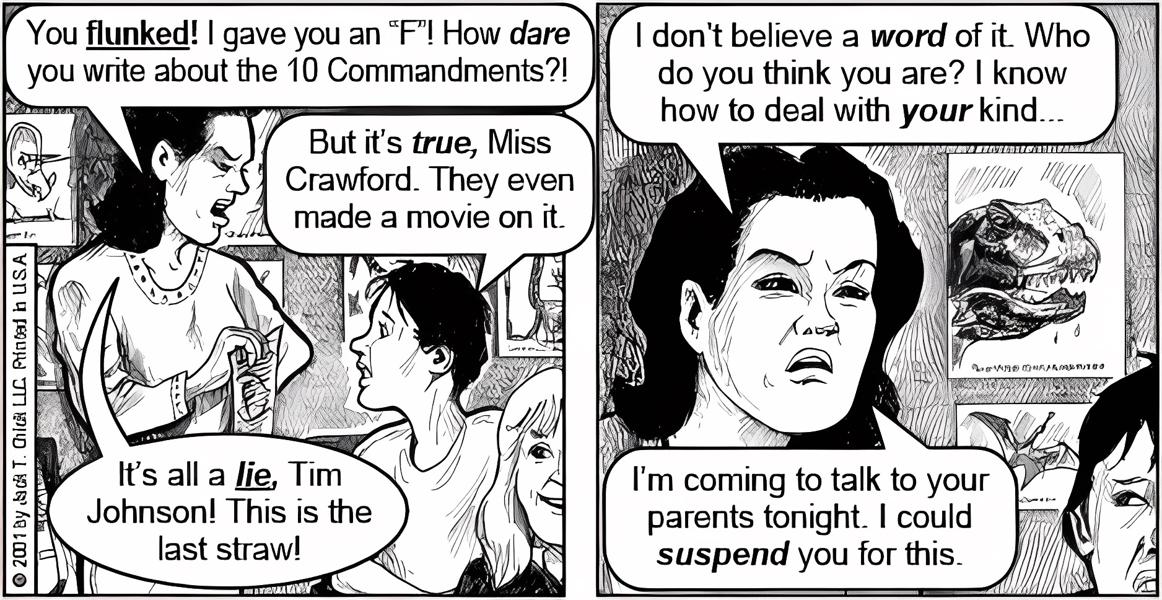 You flunked! I gave you an "F"! How dare
you write about the 10 Commandments?!
But it's true, Miss
Crawford. They even
made a movie on it.
It's all a lie, Tim
Johnson! This is the
last straw!
© 2001 By Jack T. Chick LLC. Printed In U.S.A
I don't believe a word of it. Who
do you think you are? I know
how to deal with your kind...
I'm coming to talk to your
parents tonight. I could
suspend you for this.